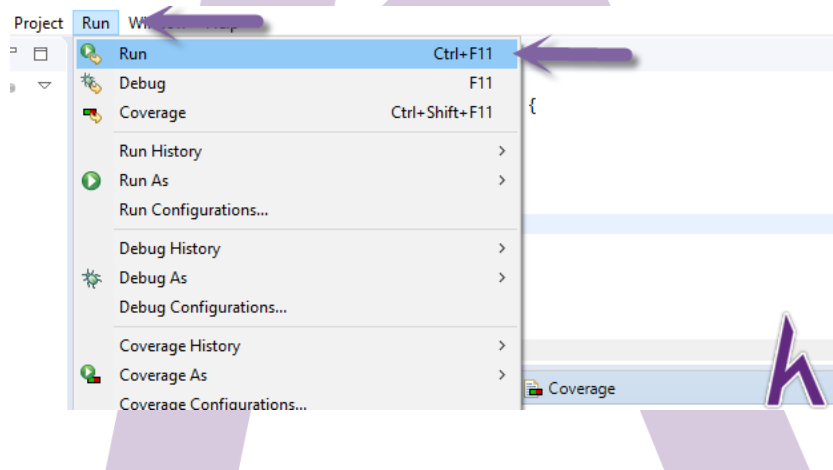 Project Run
Run Ctrl+F11
Debug F11
Coverage Ctrl+Shift+F11
{
Run History
Run As
Run Configurations...
Debug History
Debug As
Debug Configurations...
Coverage History
Coverage As
Coverage
Coverage Configurations...